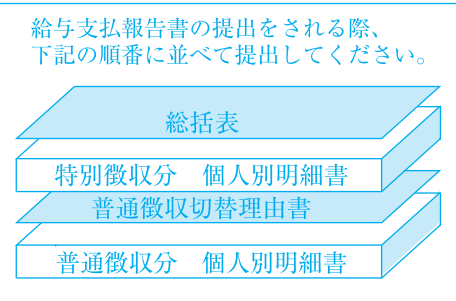 給与支払報告書の提出をされる際、
下記の順番に並べて提出してください。
総括表
特別徴収分　個人別明細書
普通徴収切替理由書
普通徴収分　個人別明細書